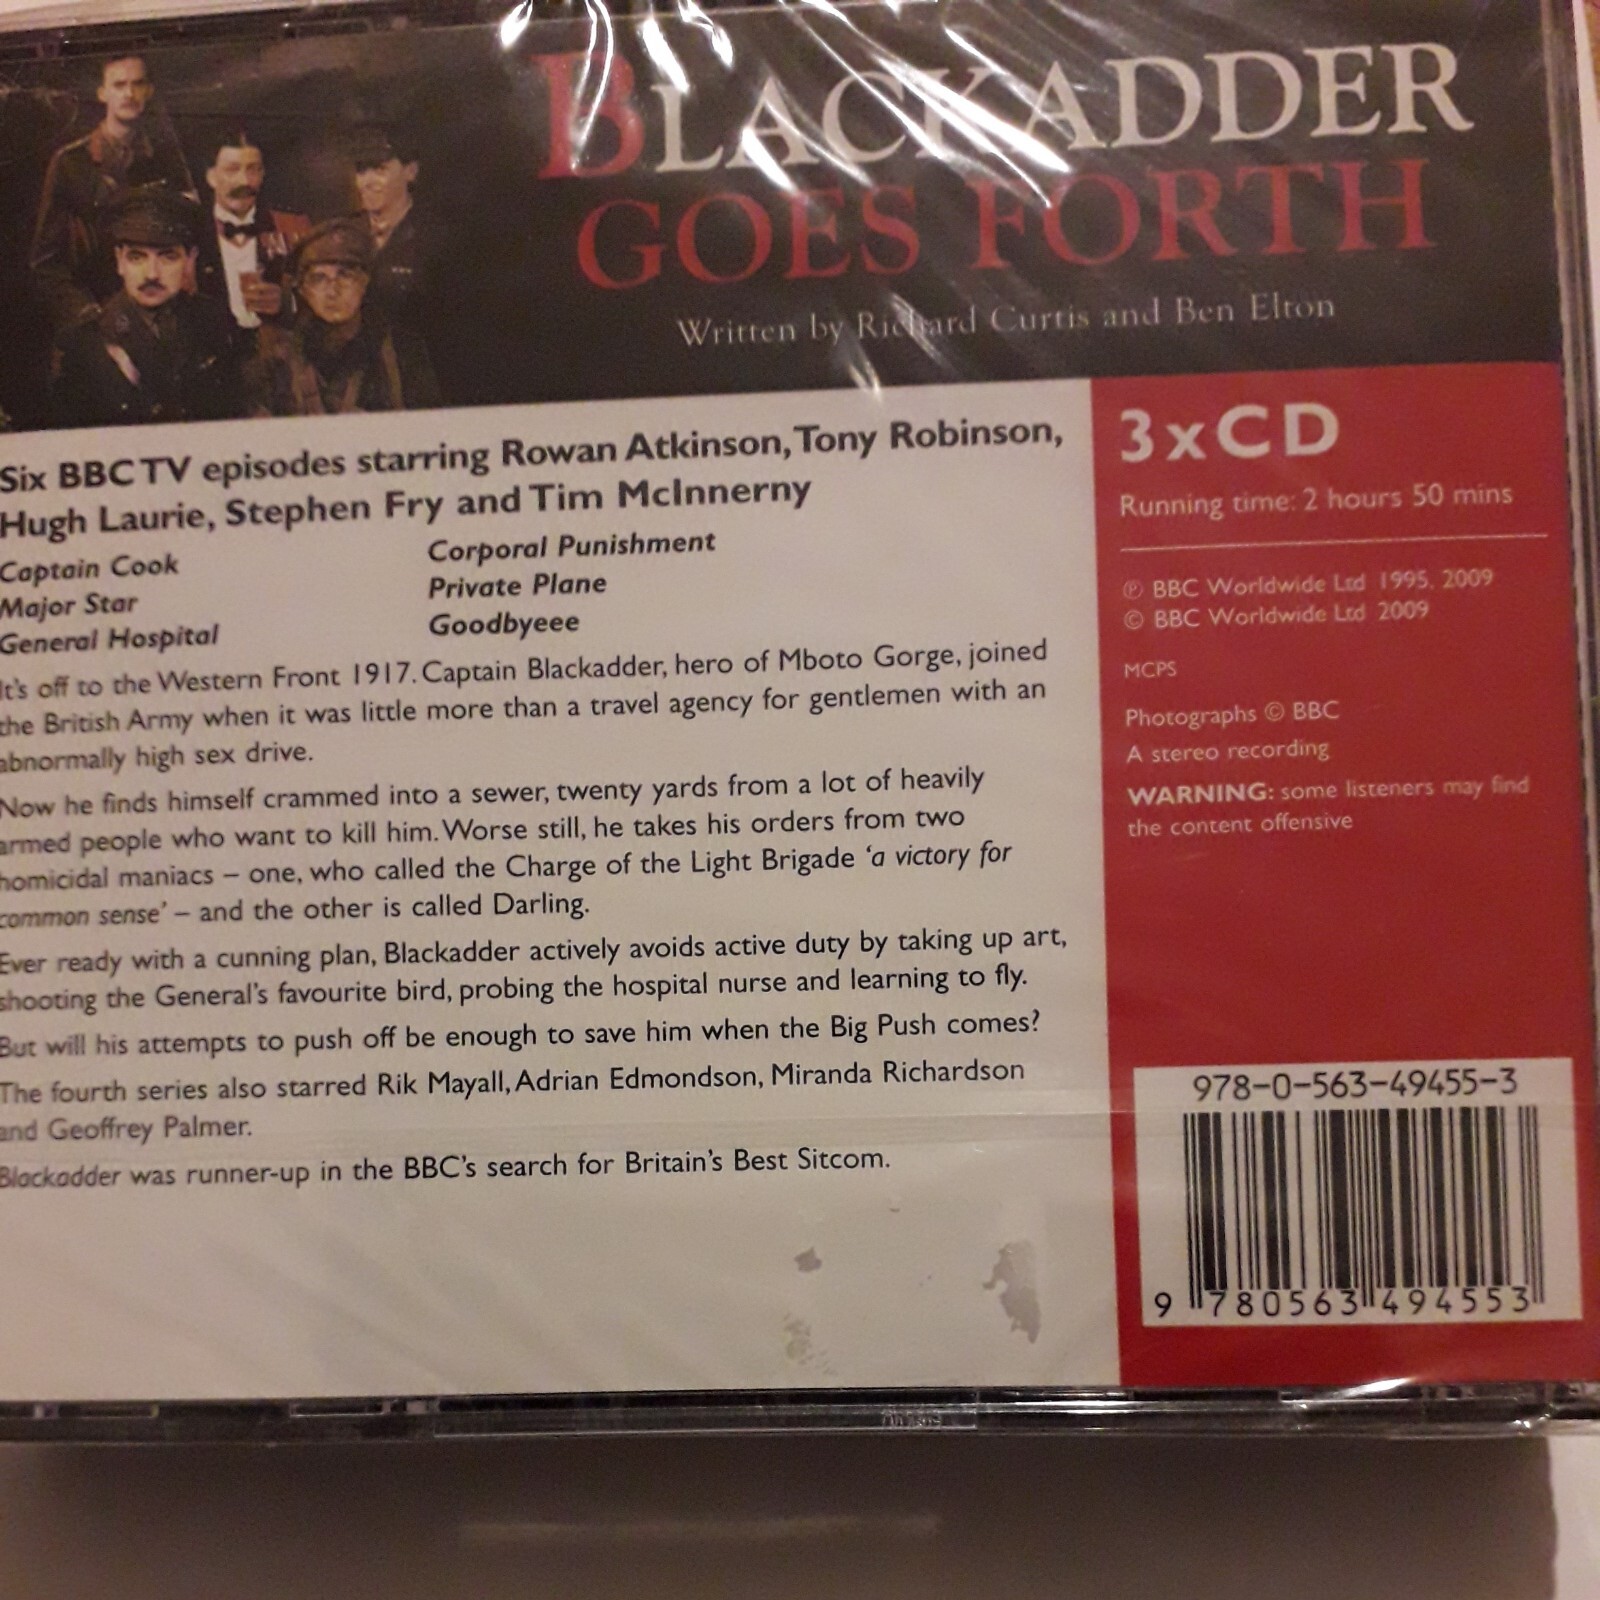 BLACKADDER
GOES FORTH
Written by Richard Curtis and Ben Elton
Six BBC TV episodes starring Rowan Atkinson, Tony Robinson,
Hugh Laurie, Stephen Fry and Tim McInnerny
Captain Cook
Major Star
General Hospital
Corporal Punishment
Private Plane
Goodbyeee
It's off to the Western Front 1917. Captain Blackadder, hero of Mboto Gorge, joined
the British Army when it was little more than a travel agency for gentlemen with an
abnormally high sex drive.
Now he finds himself crammed into a sewer, twenty yards from a lot of heavily
armed people who want to kill him. Worse still, he takes his orders from two
homicidal maniacs – one, who called the Charge of the Light Brigade ‘a victory for
common sense’ – and the other is called Darling.
Ever ready with a cunning plan, Blackadder actively avoids active duty by taking up art,
shooting the General's favourite bird, probing the hospital nurse and learning to fly.
But will his attempts to push off be enough to save him when the Big Push comes?
The fourth series also starred Rik Mayall, Adrian Edmondson, Miranda Richardson
and Geoffrey Palmer.
Blackadder was runner-up in the BBC's search for Britain's Best Sitcom.
3xCD
Running time: 2 hours 50 mins
℗ BBC Worldwide Ltd 1995, 2009
© BBC Worldwide Ltd 2009
MCPS
Photographs © BBC
A stereo recording
WARNING: some listeners may find
the content offensive
978-0-563-49455-3
9 780563 494553